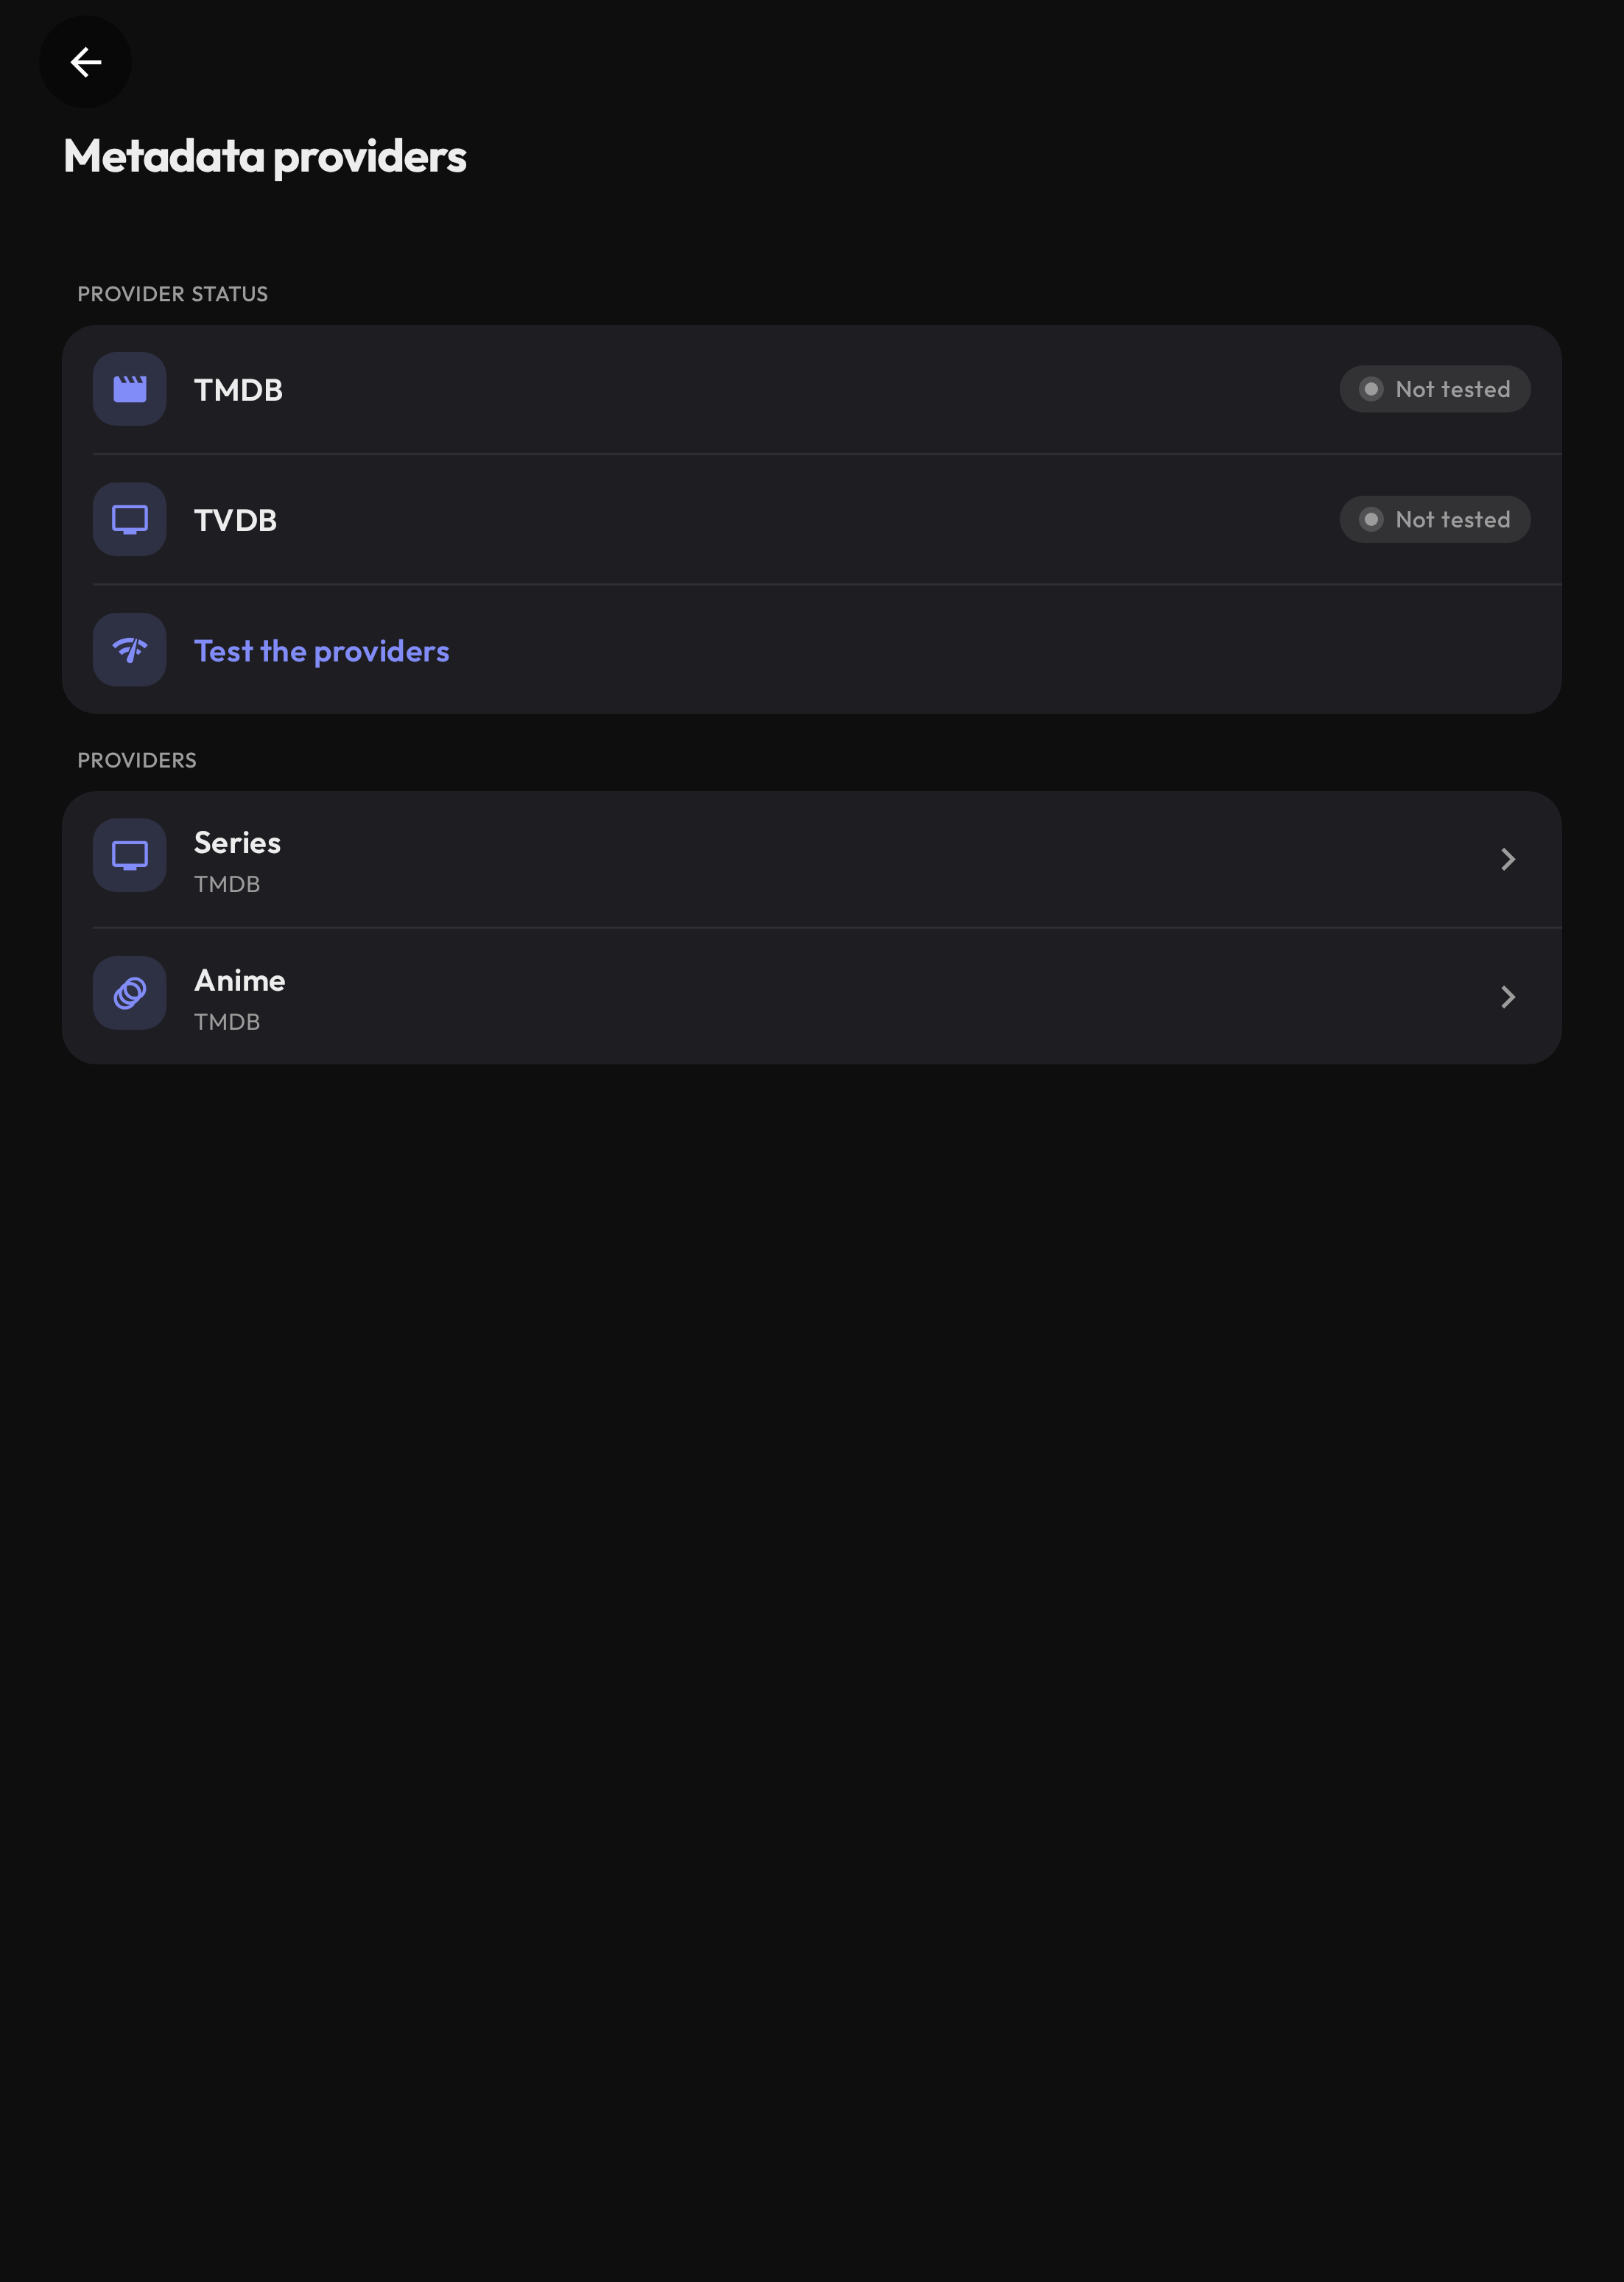 Metadata providers
PROVIDER STATUS
TMDB
Not tested
TVDB
Not tested
Test the providers
PROVIDERS
Series
TMDB
Anime
TMDB